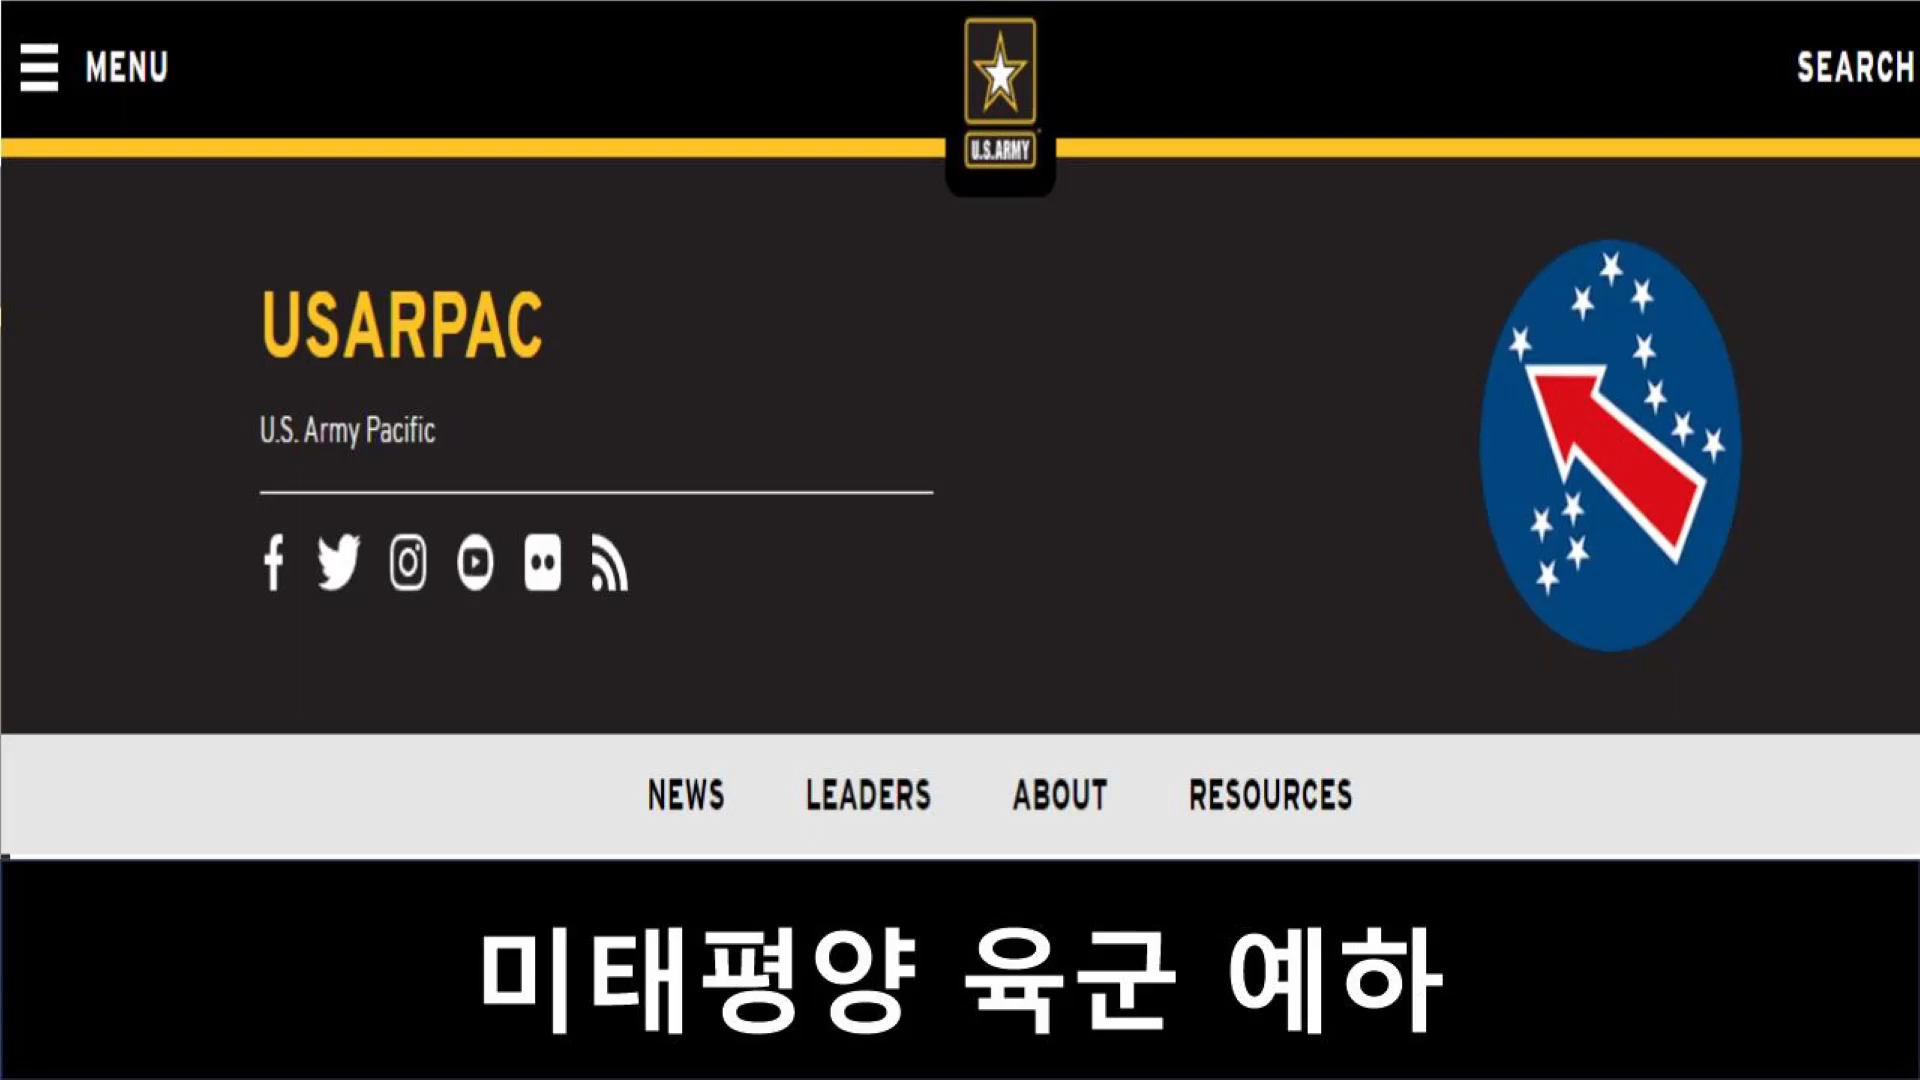 MENU
SEARCH
U.S.ARMY
USARPAC
U.S. Army Pacific
NEWS LEADERS ABOUT RESOURCES
미태평양 육군 예하